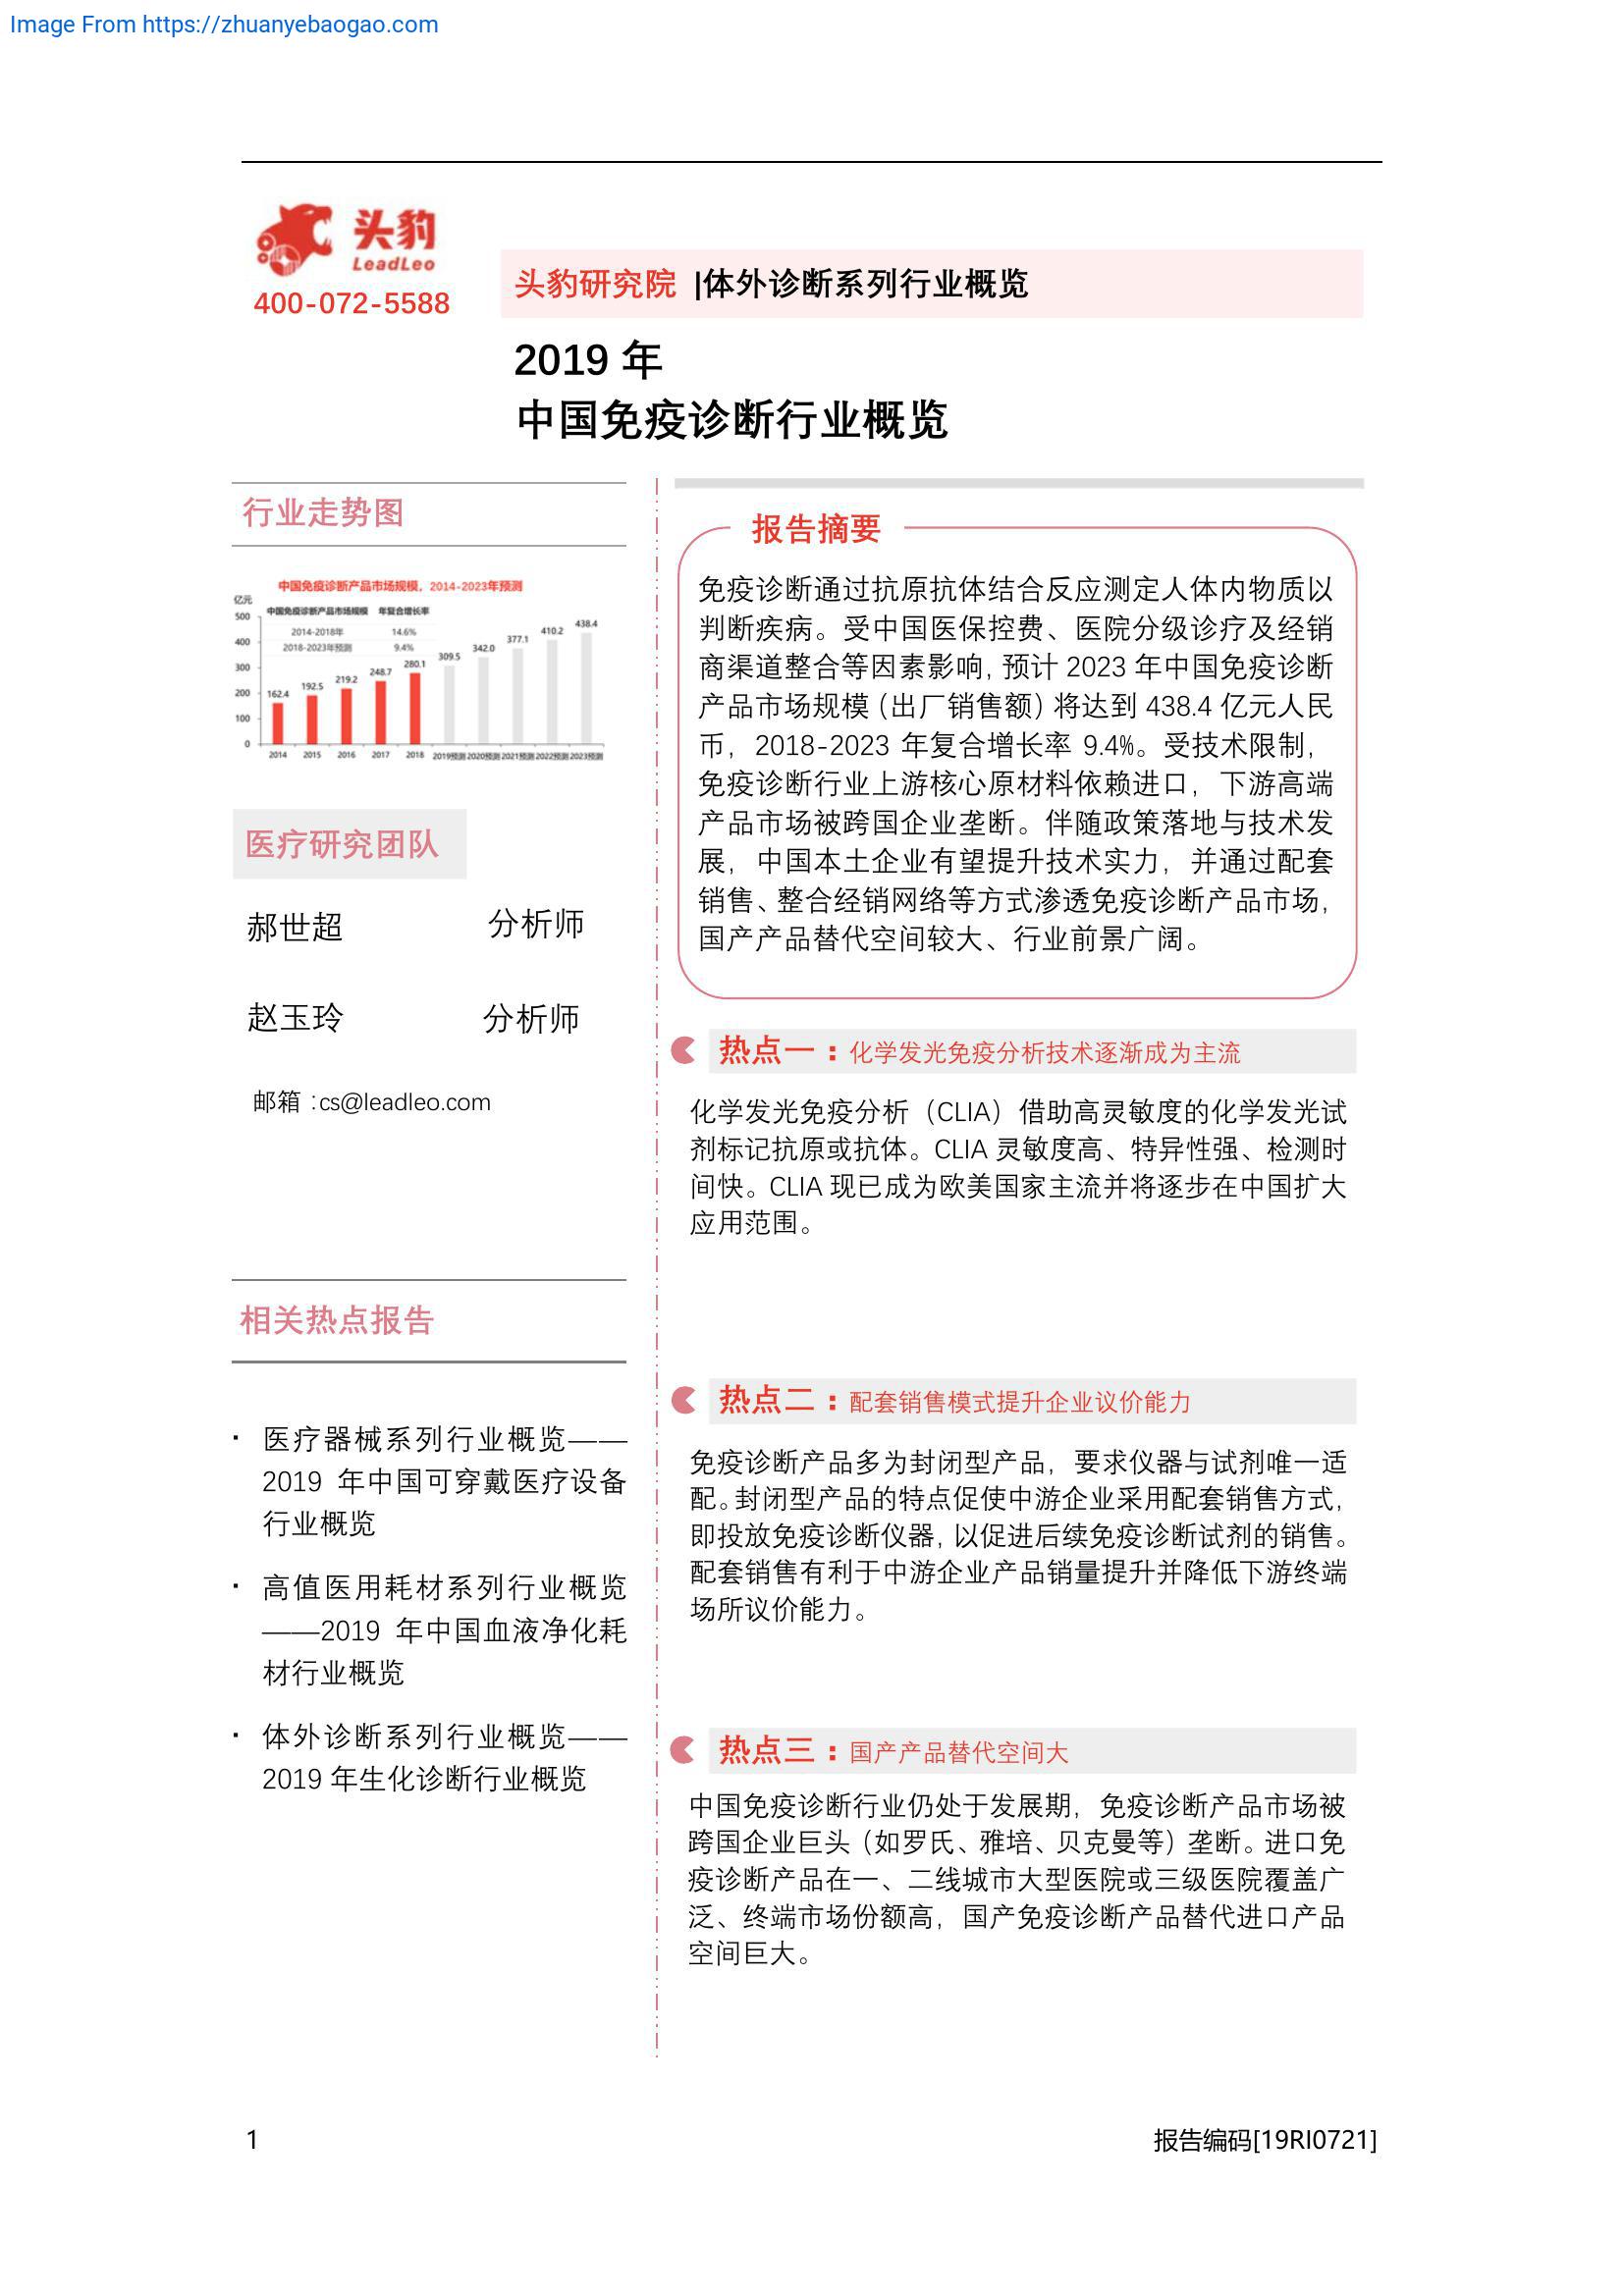 Image From https://zhuanyebaogao.com
头豹
LeadLeo
400-072-5588
头豹研究院 |体外诊断系列行业概览
2019 年
中国免疫诊断行业概览
行业走势图
中国免疫诊断产品市场规模，2014-2023年预测
亿元
中国免疫诊断产品市场规模 年复合增长率
2014-2018年 14.6%
2018-2023年预测 9.4%
500
400
300
200
100
0
162.4
192.5
219.2
248.7
280.1
309.5
342.0
377.1
410.2
438.4
2014 2015 2016 2017 2018 2019预测 2020预测 2021预测 2022预测 2023预测
医疗研究团队
郝世超 分析师
赵玉玲 分析师
邮箱：cs@leadleo.com
相关热点报告
· 医疗器械系列行业概览——
2019 年中国可穿戴医疗设备
行业概览
· 高值医用耗材系列行业概览
——2019 年中国血液净化耗
材行业概览
· 体外诊断系列行业概览——
2019 年生化诊断行业概览
报告摘要
免疫诊断通过抗原抗体结合反应测定人体内物质以
判断疾病。受中国医保控费、医院分级诊疗及经销
商渠道整合等因素影响，预计 2023 年中国免疫诊断
产品市场规模（出厂销售额）将达到 438.4 亿元人民
币，2018-2023 年复合增长率 9.4%。受技术限制，
免疫诊断行业上游核心原材料依赖进口，下游高端
产品市场被跨国企业垄断。伴随政策落地与技术发
展，中国本土企业有望提升技术实力，并通过配套
销售、整合经销网络等方式渗透免疫诊断产品市场，
国产产品替代空间较大、行业前景广阔。
热点一：化学发光免疫分析技术逐渐成为主流
化学发光免疫分析（CLIA）借助高灵敏度的化学发光试
剂标记抗原或抗体。CLIA 灵敏度高、特异性强、检测时
间快。CLIA 现已成为欧美国家主流并将逐步在中国扩大
应用范围。
热点二：配套销售模式提升企业议价能力
免疫诊断产品多为封闭型产品，要求仪器与试剂唯一适
配。封闭型产品的特点促使中游企业采用配套销售方式，
即投放免疫诊断仪器，以促进后续免疫诊断试剂的销售。
配套销售有利于中游企业产品销量提升并降低下游终端
场所议价能力。
热点三：国产产品替代空间大
中国免疫诊断行业仍处于发展期，免疫诊断产品市场被
跨国企业巨头（如罗氏、雅培、贝克曼等）垄断。进口免
疫诊断产品在一、二线城市大型医院或三级医院覆盖广
泛、终端市场份额高，国产免疫诊断产品替代进口产品
空间巨大。
1
报告编码[19RI0721]